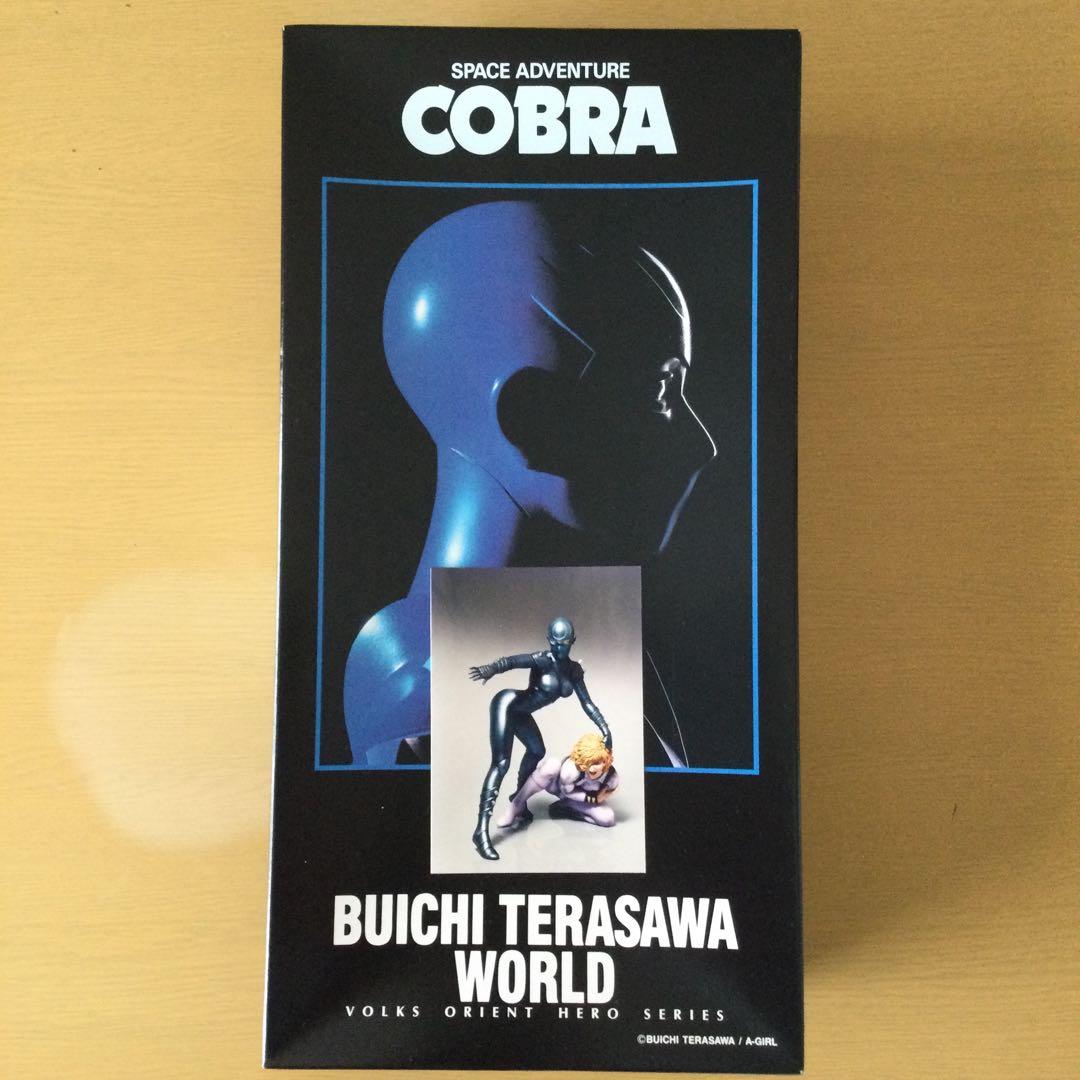 SPACE ADVENTURE
COBRA
BUICHI TERASAWA
WORLD
VOLKS ORIENT HERO SERIES
©BUICHI TERASAWA / A-GIRL